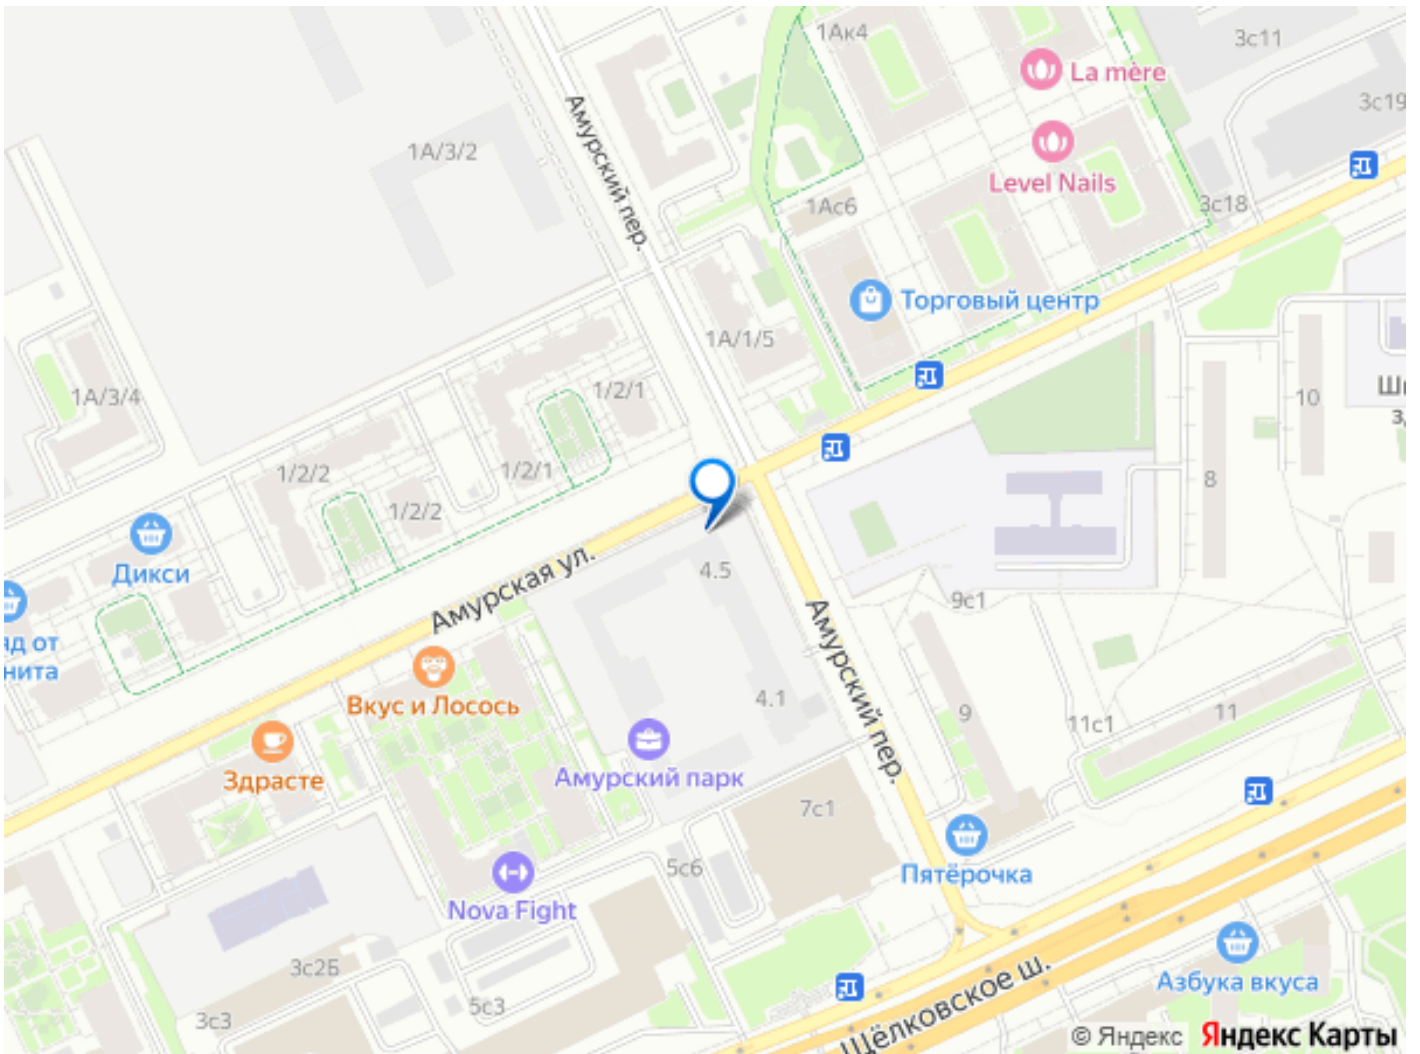 1Ак4
3с11
La mère
3с19
Амурский пер.
1А/3/2
Level Nails
1Ас6
3с18
Торговый центр
1А/1/5
1/2/1
1А/3/4
10
1/2/2
1/2/1
8
1/2/2
Дикси
4.5
Амурская ул.
9с1
Амурский пер.
Вкус и Лосось
4.1
9
11с1
11
Здрасте
Амурский парк
7с1
Пятёрочка
5с6
Nova Fight
3с2Б
5с3
3с3
Щёлковское ш.
Азбука вкуса
© Яндекс Яндекс Карты